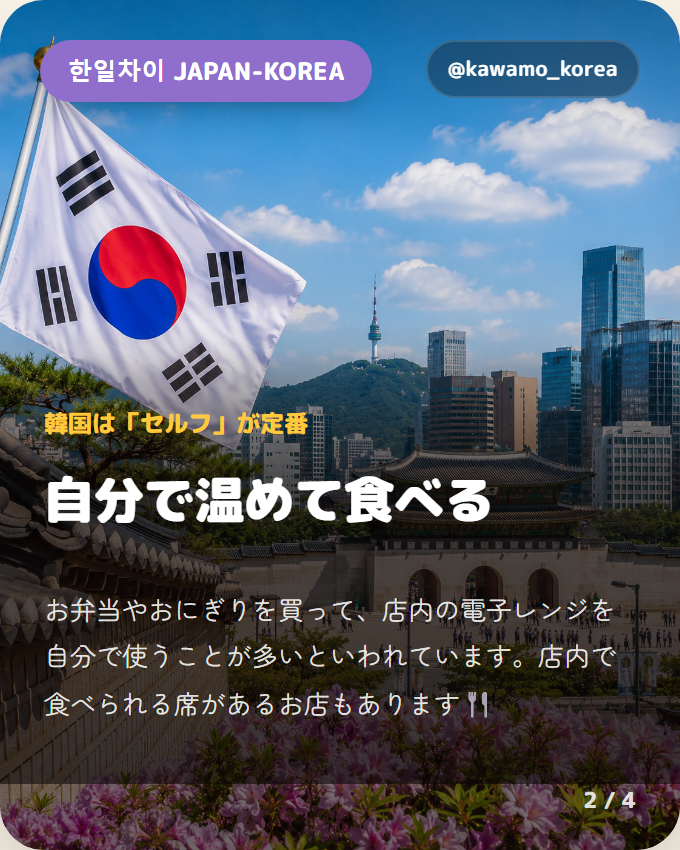 한일차이 JAPAN-KOREA
@kawamo_korea
韓国は「セルフ」が定番
自分で温めて食べる
お弁当やおにぎりを買って、店内の電子レンジを
自分で使うことが多いといわれています。店内で
食べられる席があるお店もあります🍴
2 / 4